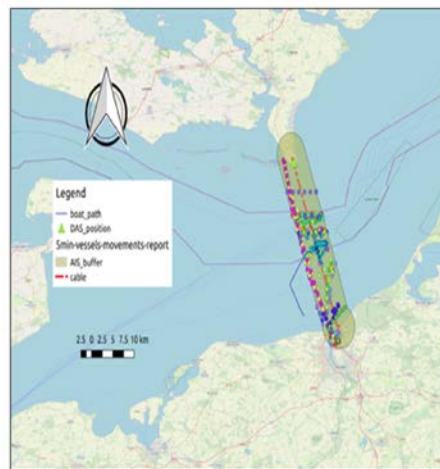 Legend
boat_path
DAS_position
5min-vessels-movements-report
AIS_buffer
cable
2.5 0 2.5 5 7.5 10 km